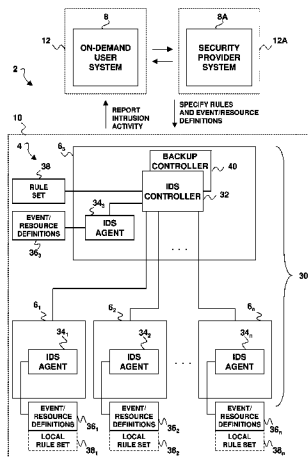 8
8A
12
ON-DEMAND
USER
SYSTEM
SECURITY
PROVIDER
SYSTEM
12A
2
REPORT
INTRUSION
ACTIVITY
SPECIFY RULES
AND EVENT/RESOURCE
DEFINITIONS
10
4
38
6₃
BACKUP
CONTROLLER
40
RULE SET
IDS
CONTROLLER
32
34₃
EVENT/
RESOURCE
DEFINITIONS
IDS
AGENT
36₃
. . .
30
6₁
6₂
6ₙ
34₁
34₂
34ₙ
IDS
AGENT
IDS
AGENT
IDS
AGENT
. . .
EVENT/
RESOURCE
DEFINITIONS
36₁
EVENT/
RESOURCE
DEFINITIONS
36₂
EVENT/
RESOURCE
DEFINITIONS
36ₙ
LOCAL
RULE SET
38₁
LOCAL
RULE SET
38₂
LOCAL
RULE SET
38ₙ